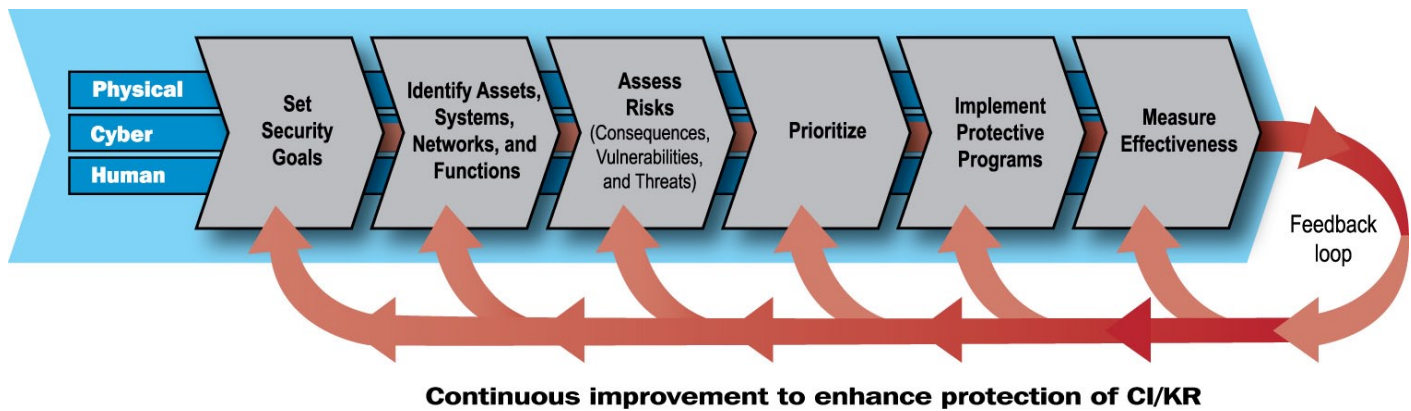 Physical
Cyber
Human
Set
Security
Goals
Identify Assets,
Systems,
Networks, and
Functions
Assess
Risks
(Consequences,
Vulnerabilities,
and Threats)
Prioritize
Implement
Protective
Programs
Measure
Effectiveness
Feedback
loop
Continuous improvement to enhance protection of CI/KR